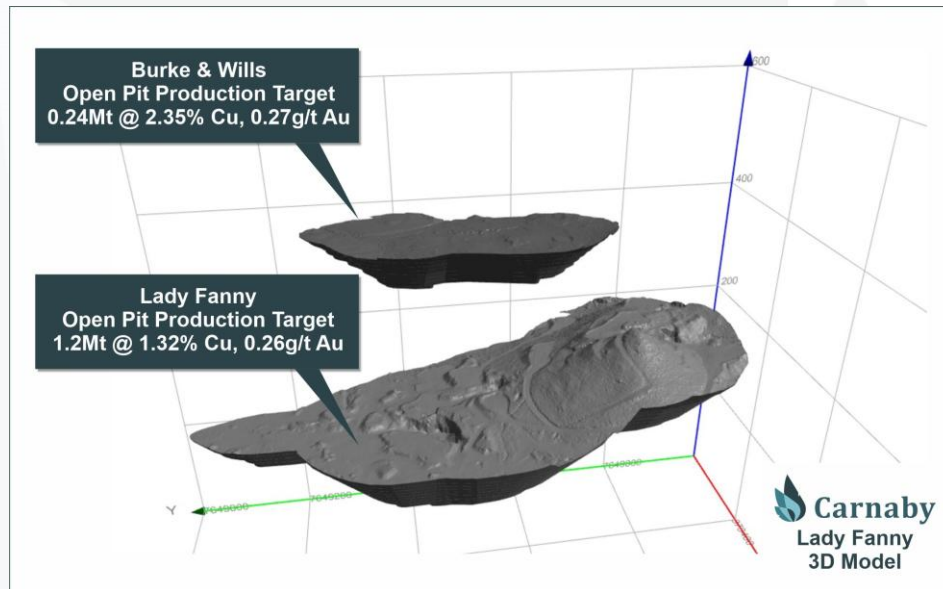 Burke & Wills
Open Pit Production Target
0.24Mt @ 2.35% Cu, 0.27g/t Au
600
400
Lady Fanny
Open Pit Production Target
1.2Mt @ 1.32% Cu, 0.26g/t Au
200
Y
7649200
Carnaby
Lady Fanny
3D Model